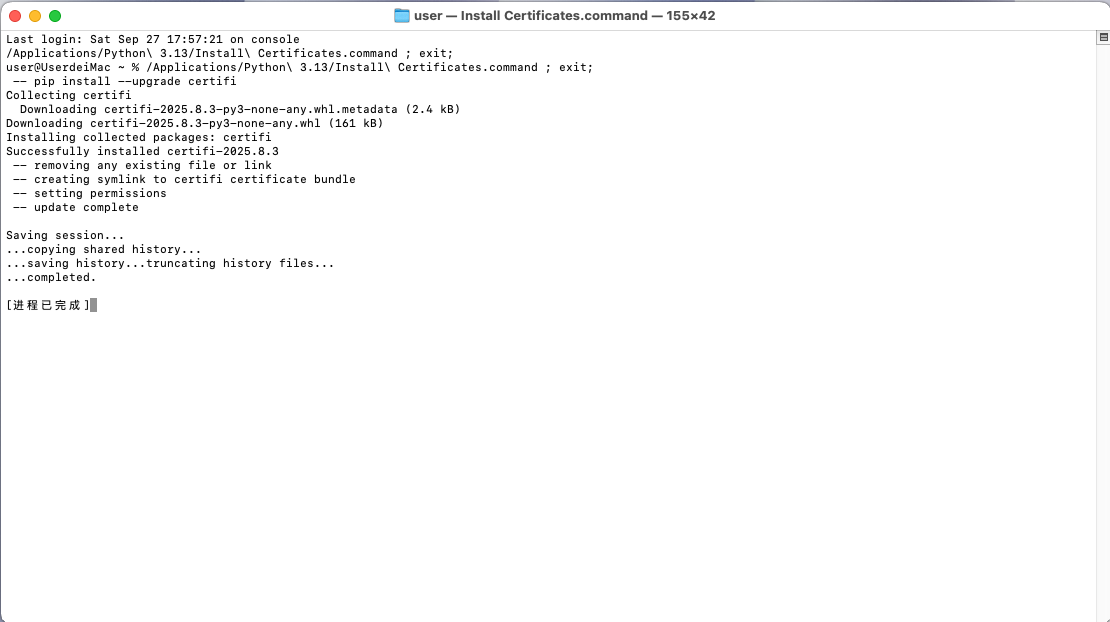 user — Install Certificates.command — 155×42
Last login: Sat Sep 27 17:57:21 on console
/Applications/Python\ 3.13/Install\ Certificates.command ; exit;
user@UserdeiMac ~ % /Applications/Python\ 3.13/Install\ Certificates.command ; exit;
 -- pip install --upgrade certifi
Collecting certifi
  Downloading certifi-2025.8.3-py3-none-any.whl.metadata (2.4 kB)
Downloading certifi-2025.8.3-py3-none-any.whl (161 kB)
Installing collected packages: certifi
Successfully installed certifi-2025.8.3
 -- removing any existing file or link
 -- creating symlink to certifi certificate bundle
 -- setting permissions
 -- update complete

Saving session...
...copying shared history...
...saving history...truncating history files...
...completed.

[进程已完成]